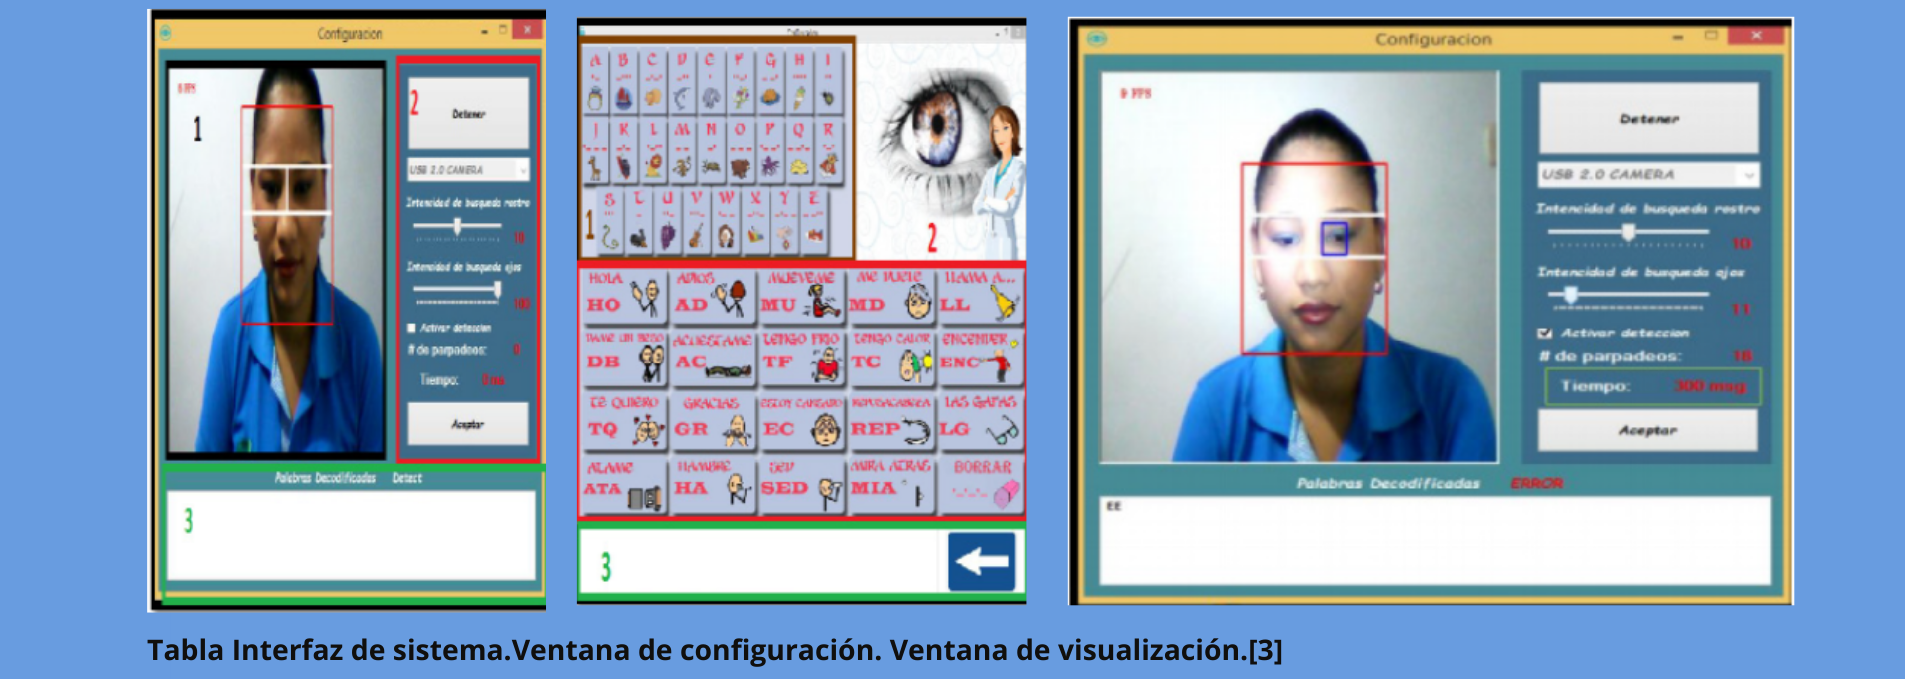 Configuracion
8 FPS
1
2
Detener
USB 2.0 CAMERA
Intencidad de busqueda rostro
10
Intencidad de busqueda ojos
100
Activar deteccion
# de parpadeos: 0
Tiempo: 0 ms
Aceptar
Palabras Decodificadas Detect
3
A B C D E F G H I
J K L M N O P Q R
S T U V W X Y Z
1
2
HOLA ADIOS MUEVEME ME DUELE LLAMA A...
HO AD MU MD LL
DAME UN BESO ACUESTAME TENGO FRIO TENGO CALOR ENCENDER
DB AC TF TC ENC
TE QUIERO GRACIAS ESTOY CANSADO LAS GAFAS
TQ GR EC REP LG
HAMBRE SED MIRA ATRAS BORRAR
ATA HA SED MIA
3
Configuracion
9 FPS
Detener
USB 2.0 CAMERA
Intencidad de busqueda rostro
10
Intencidad de busqueda ojos
11
Activar deteccion
# de parpadeos: 18
Tiempo: 300 msg
Aceptar
Palabras Decodificadas ERROR
EE
Tabla Interfaz de sistema.Ventana de configuración. Ventana de visualización.[3]